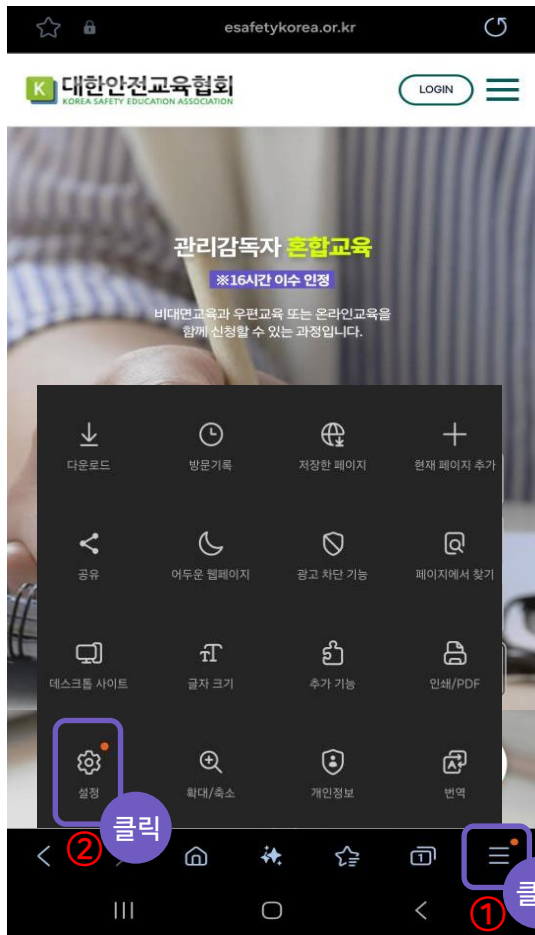 esafetykorea.or.kr
K 대한안전교육협회
KOREA SAFETY EDUCATION ASSOCIATION
LOGIN
관리감독자 혼합교육
※16시간 이수 인정
비대면교육과 우편교육 또는 온라인교육을
함께 신청할 수 있는 과정입니다.
다운로드 방문기록 저장한 페이지 현재 페이지 추가
공유 어두운 웹페이지 광고 차단 기능 페이지에서 찾기
데스크톱 사이트 글자 크기 추가 기능 인쇄/PDF
설정 확대/축소 개인정보 번역
클릭
② 1
클
①